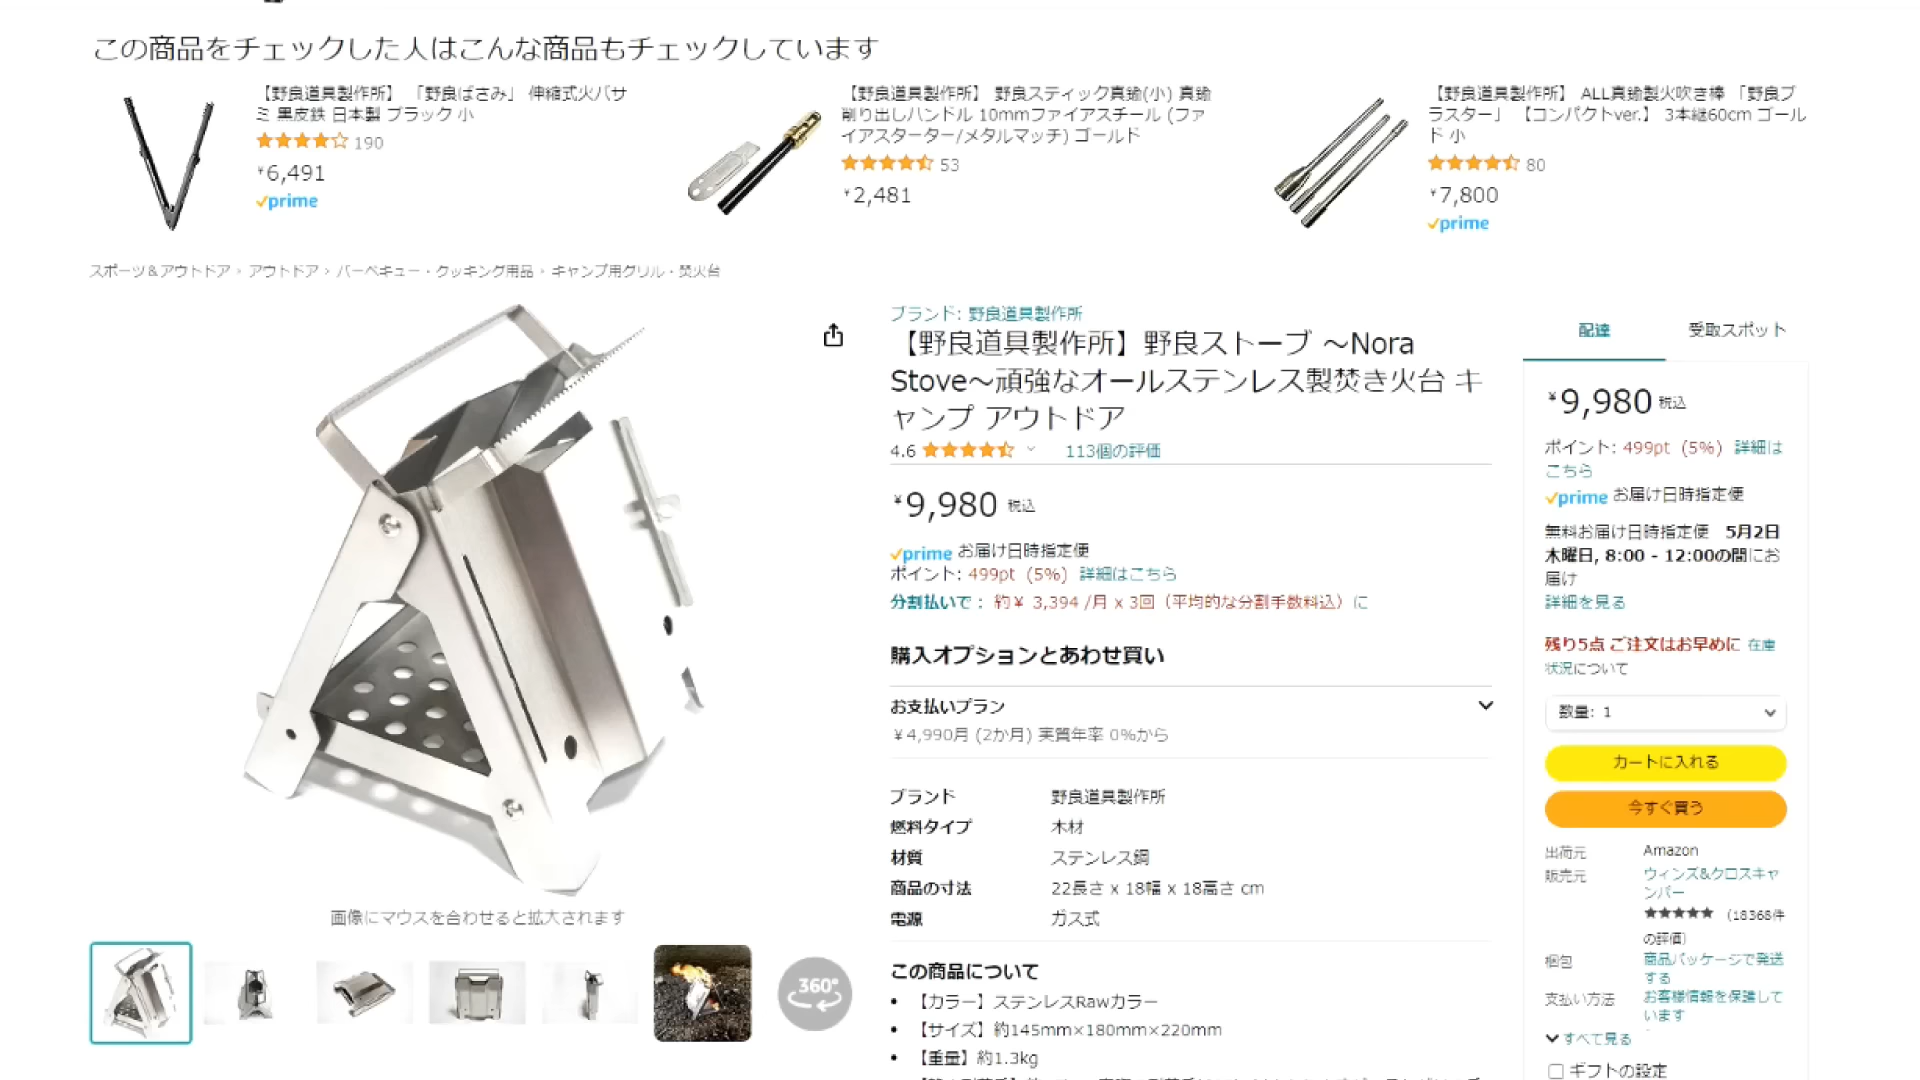 この商品をチェックした人はこんな商品もチェックしています
【野良道具製作所】 「野良ばさみ」 伸縮式火バサ
ミ 黒皮鉄 日本製 ブラック 小
190
¥6,491
prime
【野良道具製作所】 野良スティック真鍮(小) 真鍮
削り出しハンドル 10mmファイアスチール (ファ
イアスターター/メタルマッチ) ゴールド
53
¥2,481
【野良道具製作所】 ALL真鍮製火吹き棒 「野良ブ
ラスター」 【コンパクトver.】 3本継60cm ゴール
ド 小
80
¥7,800
prime
スポーツ&アウトドア › アウトドア › バーベキュー・クッキング用品 › キャンプ用グリル・焚火台
ブランド: 野良道具製作所
【野良道具製作所】野良ストーブ ～Nora
Stove～頑強なオールステンレス製焚き火台 キ
ャンプ アウトドア
4.6 113個の評価
¥9,980 税込
prime お届け日時指定便
ポイント: 499pt (5%) 詳細はこちら
分割払いで： 約¥ 3,394 /月 x 3回（平均的な分割手数料込）に
購入オプションとあわせ買い
お支払いプラン
¥4,990月 (2か月) 実質年率 0%から
ブランド 野良道具製作所
燃料タイプ 木材
材質 ステンレス鋼
商品の寸法 22長さ x 18幅 x 18高さ cm
電源 ガス式
この商品について
• 【カラー】ステンレスRawカラー
• 【サイズ】約145mm×180mm×220mm
• 【重量】約1.3kg
画像にマウスを合わせると拡大されます
360°
配達 受取スポット
¥9,980 税込
ポイント: 499pt (5%) 詳細は
こちら
prime お届け日時指定便
無料お届け日時指定便 5月2日
木曜日, 8:00 - 12:00の間にお
届け
詳細を見る
残り5点 ご注文はお早めに 在庫
状況について
数量: 1
カートに入れる
今すぐ買う
出荷元 Amazon
販売元 ウィンズ&クロスキャ
ンパー
★★★★★ (18368件
の評価)
梱包 商品パッケージで発送
する
支払い方法 お客様情報を保護して
います
すべて見る
ギフトの設定